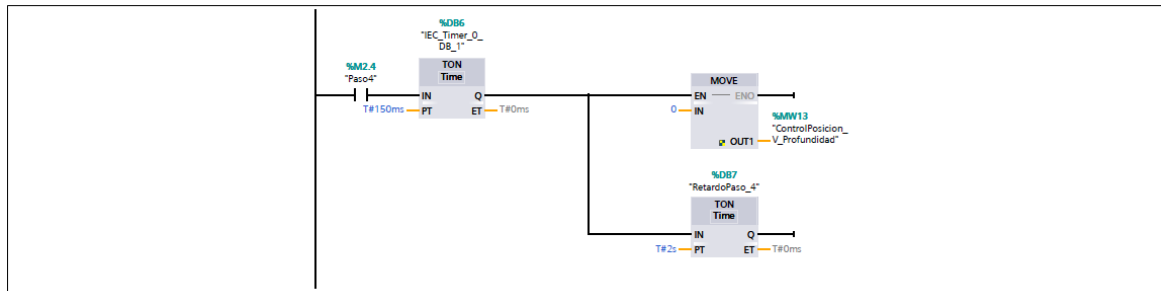 %DB6
"IEC_Timer_0_
DB_1"
%M2.4
"Paso4"
TON
Time
IN Q
T#150ms PT ET T#0ms
MOVE
EN ENO
0 IN
%MW13
"ControlPosicion_
OUT1 V_Profundidad"
%DB7
"RetardoPaso_4"
TON
Time
IN Q
T#2s PT ET T#0ms